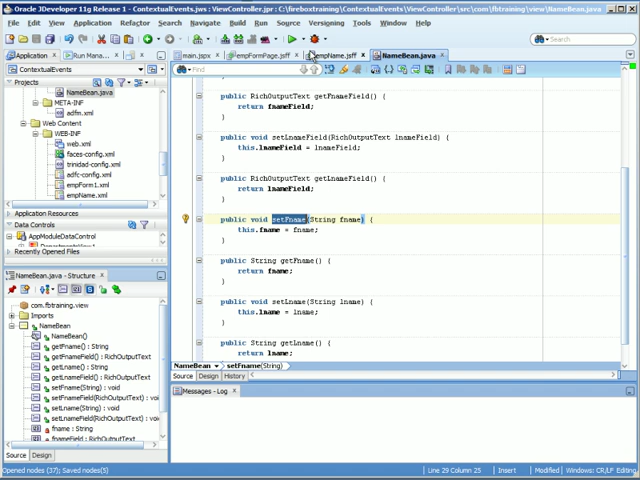 Oracle JDeveloper 11g Release 1 - ContextualEvents.jws : ViewController.jpr : C:\fireboxtraining\ContextualEvents\ViewController\src\com\fbtraining\view\NameBean.java
File Edit View Application Refactor Search Navigate Build Run Source Versioning Tools Window Help
Application Run Mana...
main.jspx empFormPage.jsff empName.jsff NameBean.java
ContextualEvents
Find
Projects
NameBean.java
META-INF
adfm.xml
Web Content
WEB-INF
web.xml
faces-config.xml
trinidad-config.xml
adfc-config.xml
empForm1.xml
empName.xml
Application Resources
Data Controls
AppModuleDataControl
Recently Opened Files
NameBean.java - Structure
com.fbtraining.view
Imports
NameBean
NameBean()
getFname() : String
getFnameField() : RichOutputText
getLname() : String
getLnameField() : RichOutputText
setFname(String) : void
setFnameField(RichOutputText) : void
setLname(String) : void
setLnameField(RichOutputText) : void
fname : String
fnameField : RichOutputText
Source Design
public RichOutputText getFnameField() {
return fnameField;
}
public void setLnameField(RichOutputText lnameField) {
this.lnameField = lnameField;
}
public RichOutputText getLnameField() {
return lnameField;
}
public void setFname(String fname) {
this.fname = fname;
}
public String getFname() {
return fname;
}
public void setLname(String lname) {
this.lname = lname;
}
public String getLname() {
return lname;
}
NameBean setFname(String)
Source Design History
Messages - Log
Opened nodes (37); Saved nodes(5)
Line 29 Column 25 Insert Modified Windows: CR/LF Editing